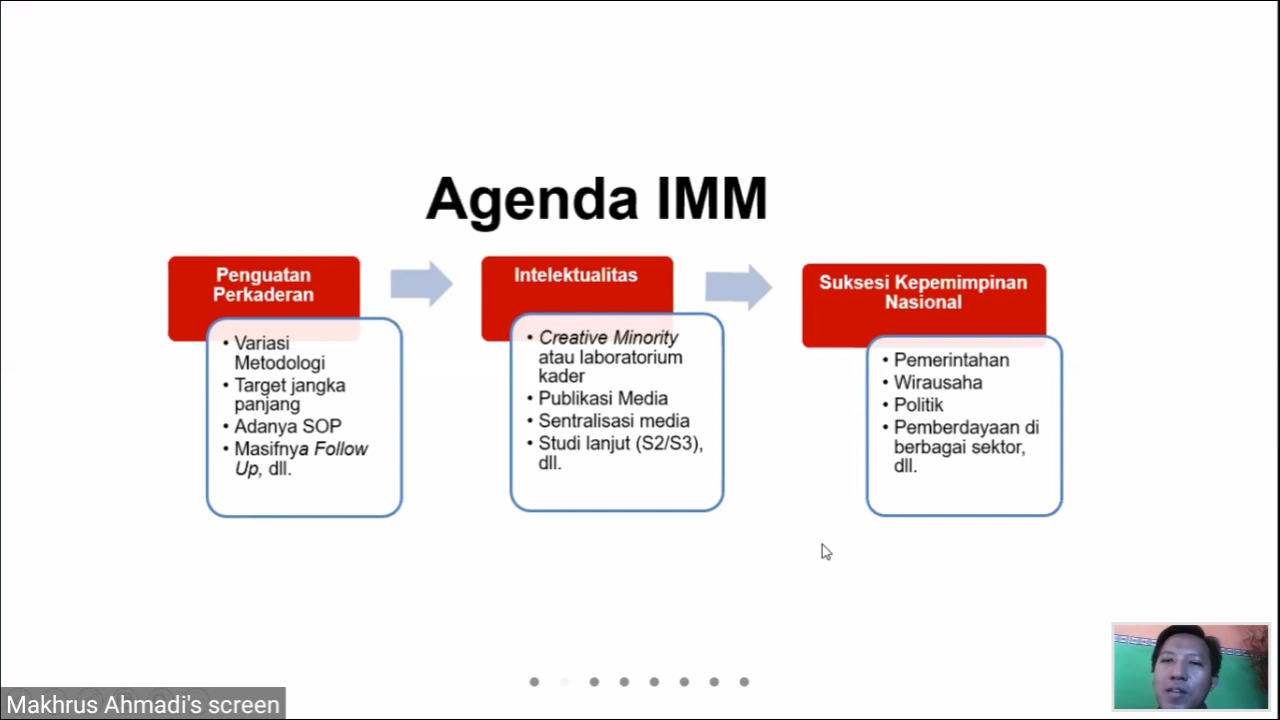 Agenda IMM
Penguatan
Perkaderan
• Variasi
Metodologi
• Target jangka
panjang
• Adanya SOP
• Masifnya Follow
Up, dll.
Intelektualitas
• Creative Minority
atau laboratorium
kader
• Publikasi Media
• Sentralisasi media
• Studi lanjut (S2/S3),
dll.
Suksesi Kepemimpinan
Nasional
• Pemerintahan
• Wirausaha
• Politik
• Pemberdayaan di
berbagai sektor,
dll.
Makhrus Ahmadi's screen